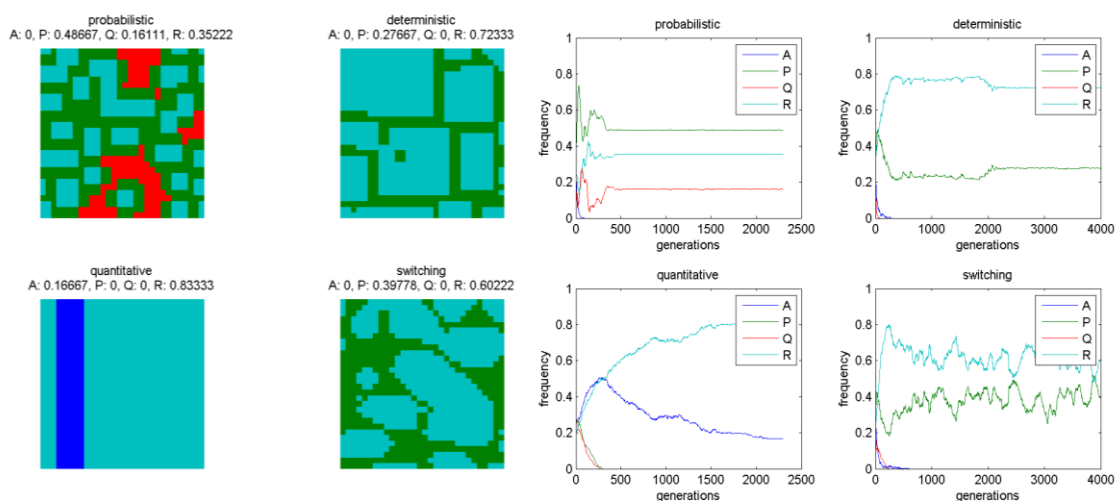 probabilistic
A: 0, P: 0.48667, Q: 0.16111, R: 0.35222
deterministic
A: 0, P: 0.27667, Q: 0, R: 0.72333
quantitative
A: 0.16667, P: 0, Q: 0, R: 0.83333
switching
A: 0, P: 0.39778, Q: 0, R: 0.60222
probabilistic
1
0.8
0.6
0.4
0.2
0
frequency
A
P
Q
R
0 500 1000 1500 2000 2500
generations
deterministic
1
0.8
0.6
0.4
0.2
0
frequency
A
P
Q
R
0 1000 2000 3000 4000
generations
quantitative
1
0.8
0.6
0.4
0.2
0
frequency
A
P
Q
R
0 500 1000 1500 2000 2500
generations
switching
1
0.8
0.6
0.4
0.2
0
frequency
A
P
Q
R
0 1000 2000 3000 4000
generations